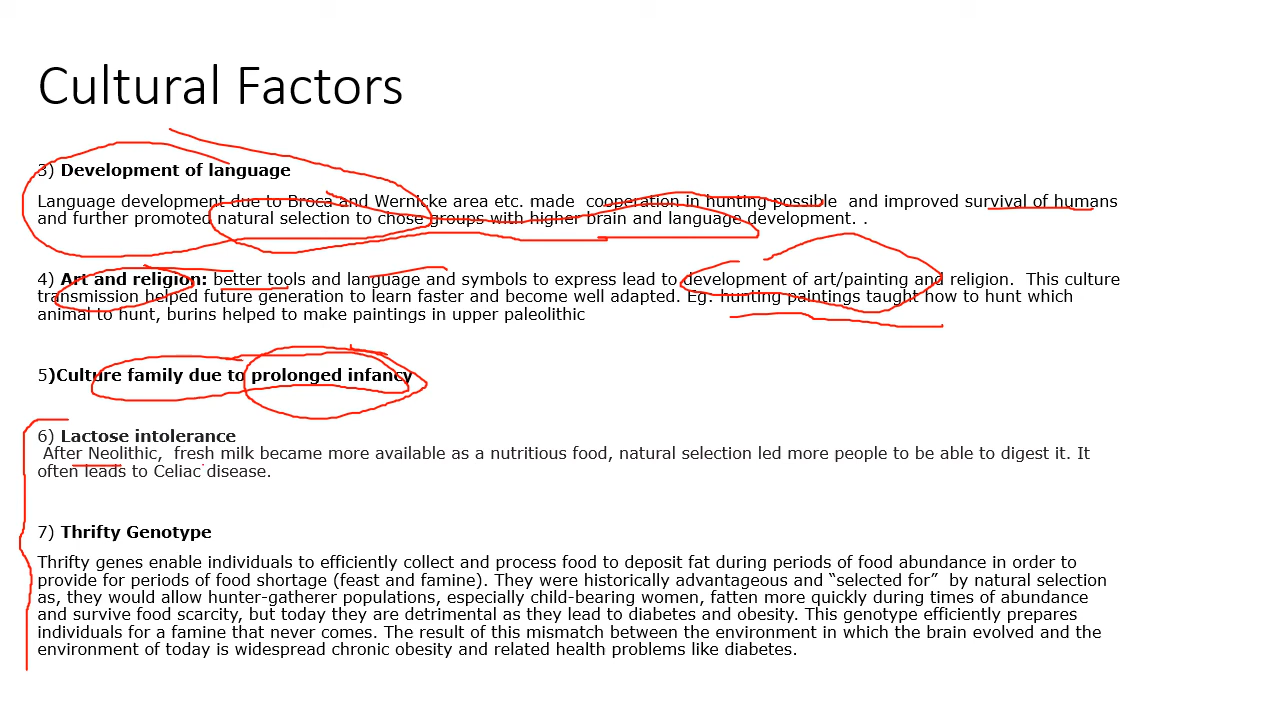 Cultural Factors
3) Development of language
Language development due to Broca and Wernicke area etc. made cooperation in hunting possible and improved survival of humans
and further promoted natural selection to chose groups with higher brain and language development. .
4) Art and religion: better tools and language and symbols to express lead to development of art/painting and religion. This culture
transmission helped future generation to learn faster and become well adapted. Eg: hunting paintings taught how to hunt which
animal to hunt, burins helped to make paintings in upper paleolithic
5)Culture family due to prolonged infancy
6) Lactose intolerance
After Neolithic, fresh milk became more available as a nutritious food, natural selection led more people to be able to digest it. It
often leads to Celiac disease.
7) Thrifty Genotype
Thrifty genes enable individuals to efficiently collect and process food to deposit fat during periods of food abundance in order to
provide for periods of food shortage (feast and famine). They were historically advantageous and “selected for” by natural selection
as, they would allow hunter-gatherer populations, especially child-bearing women, fatten more quickly during times of abundance
and survive food scarcity, but today they are detrimental as they lead to diabetes and obesity. This genotype efficiently prepares
individuals for a famine that never comes. The result of this mismatch between the environment in which the brain evolved and the
environment of today is widespread chronic obesity and related health problems like diabetes.